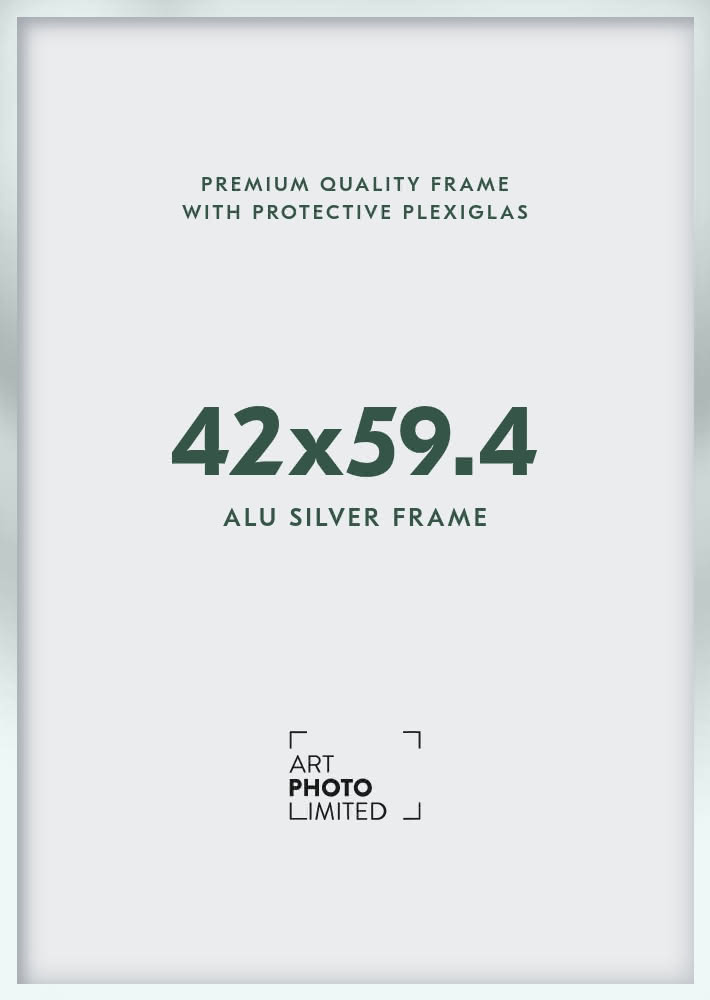 PREMIUM QUALITY FRAME
WITH PROTECTIVE PLEXIGLAS
42x59.4
ALU SILVER FRAME
ART
PHOTO
LIMITED